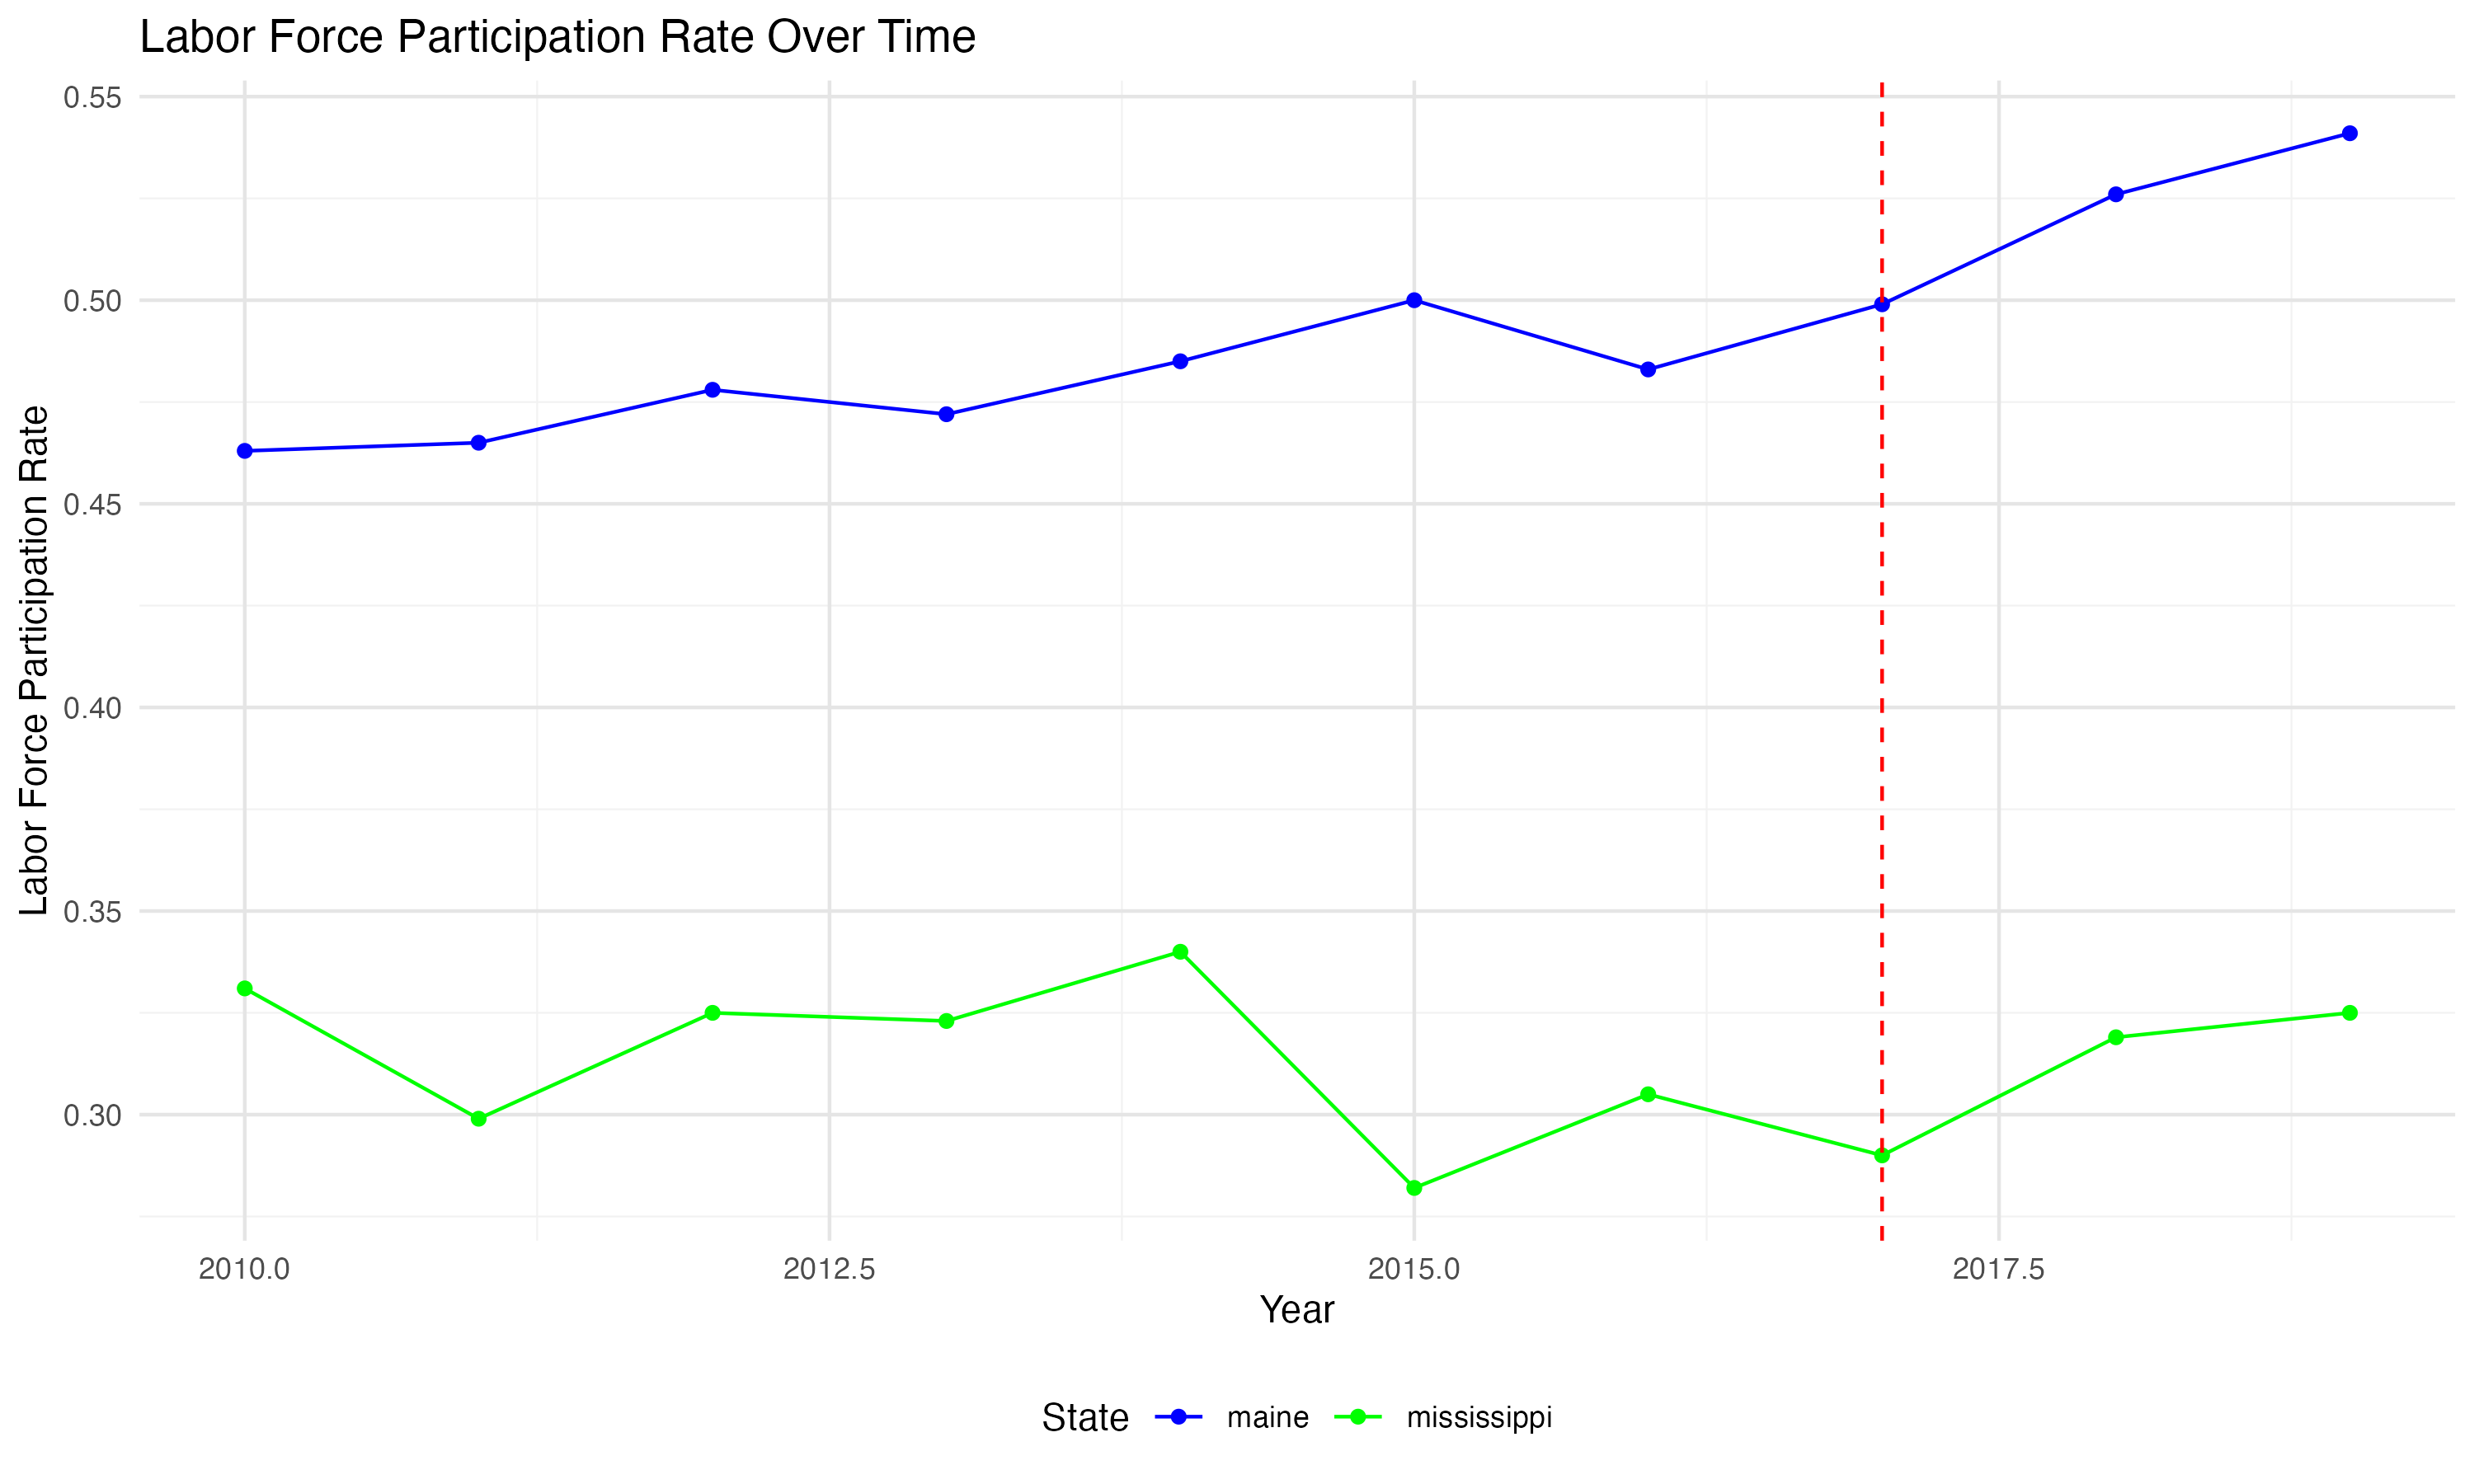 Labor Force Participation Rate Over Time
Labor Force Participation Rate
0.55
0.50
0.45
0.40
0.35
0.30
2010.0 2012.5 2015.0 2017.5
Year
State maine mississippi